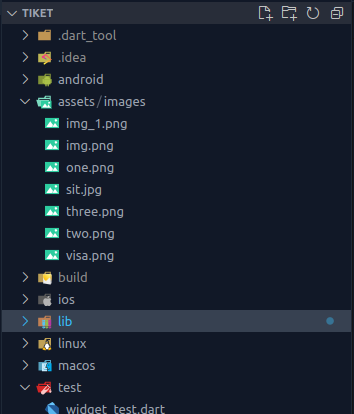 TIKET
.dart_tool
.idea
android
assets/images
img_1.png
img.png
one.png
sit.jpg
three.png
two.png
visa.png
build
ios
lib
linux
macos
test
widget_test.dart